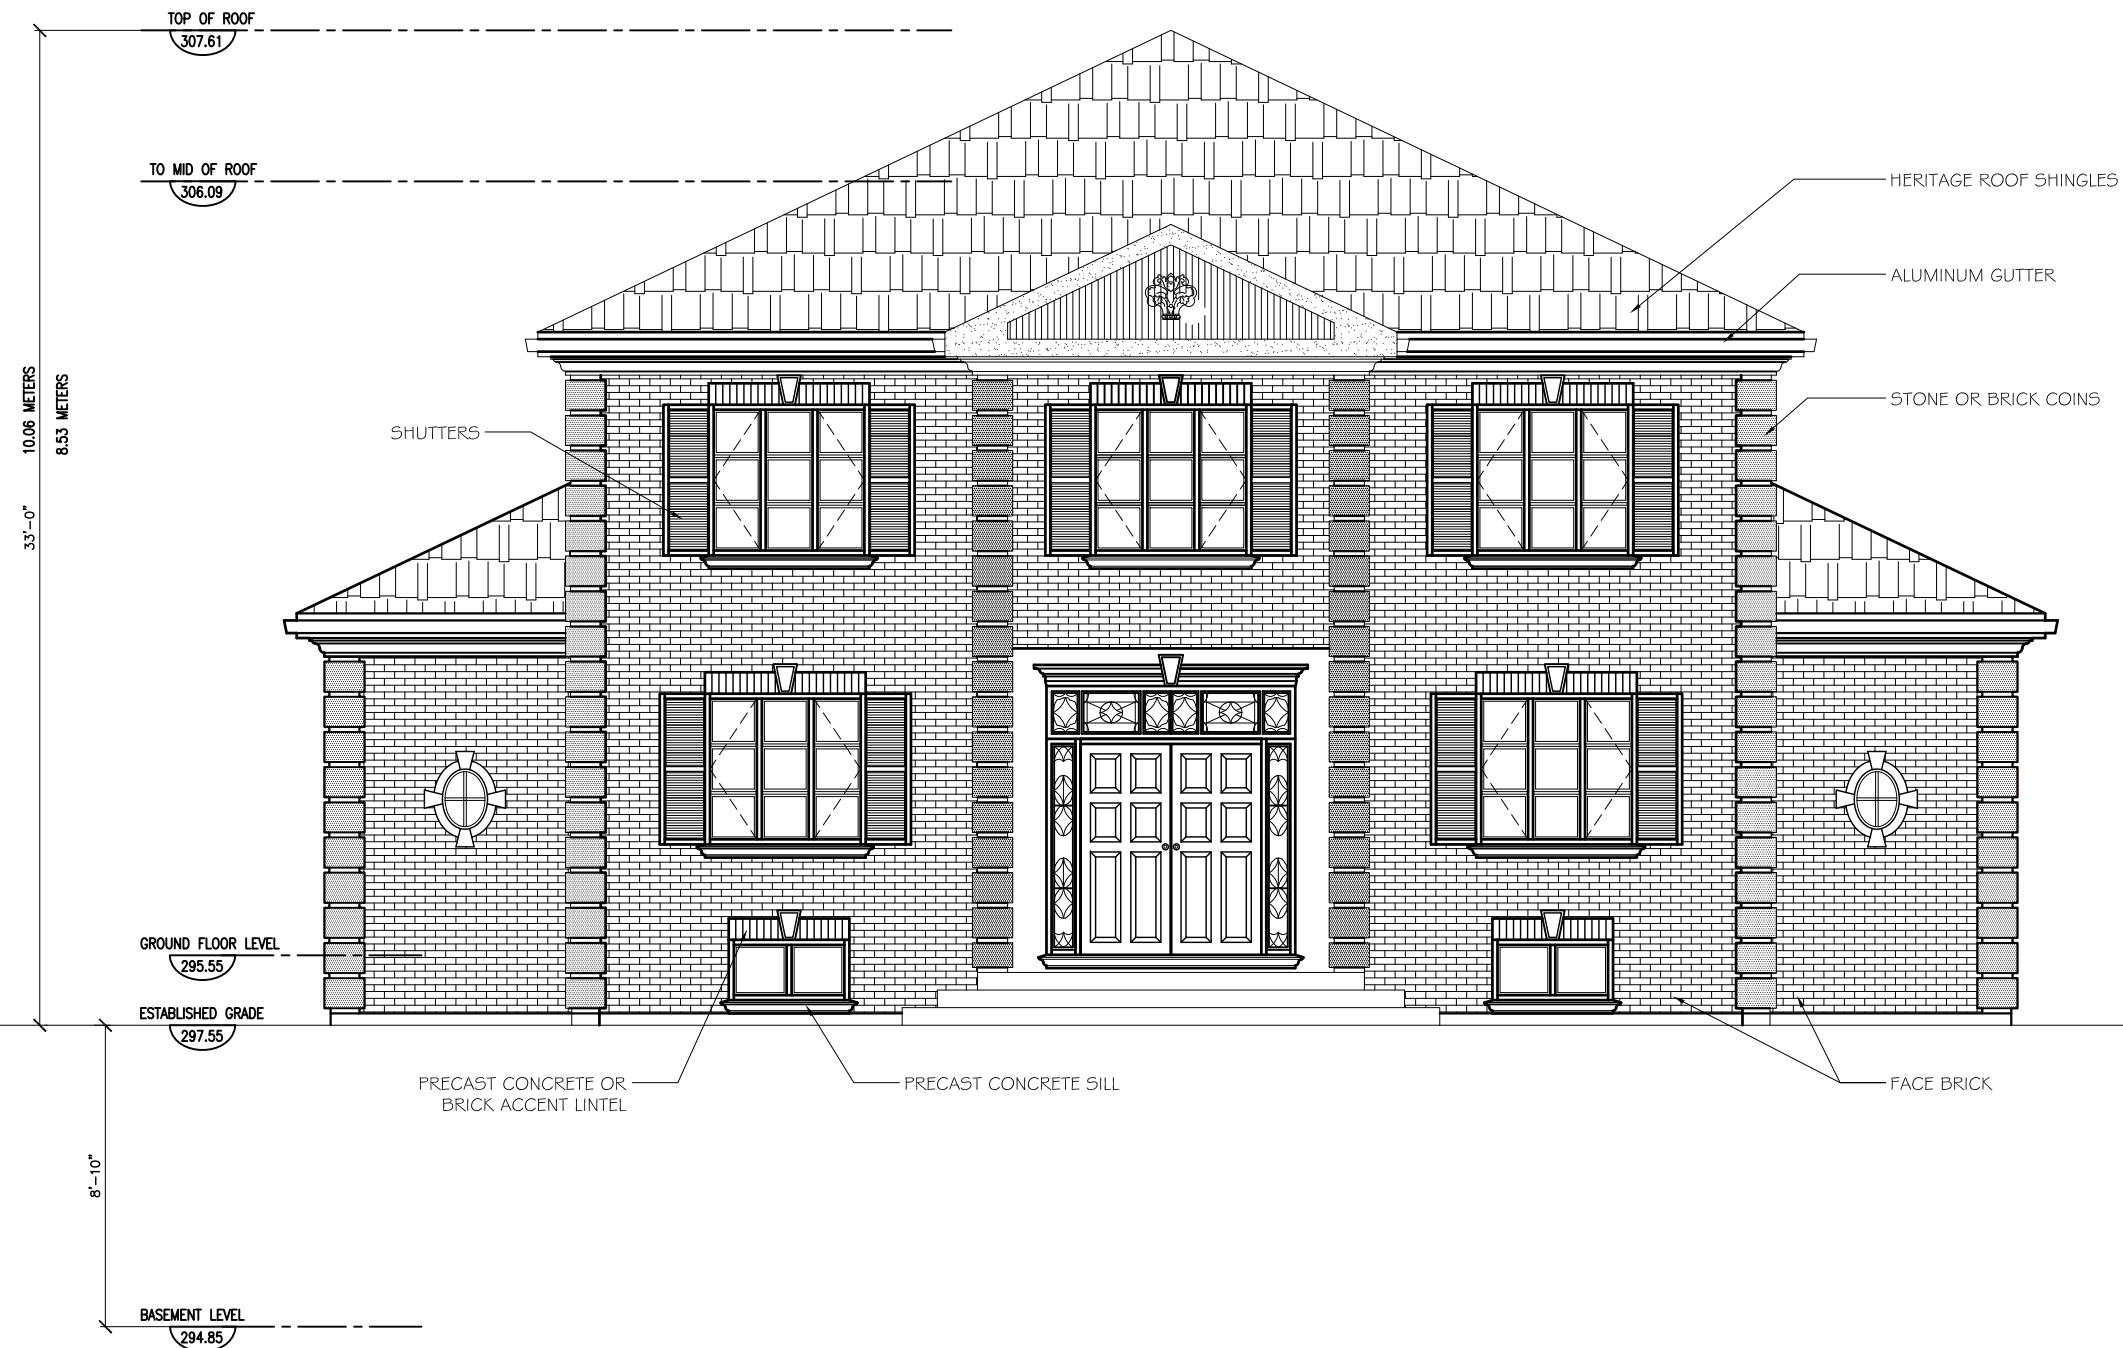 TOP OF ROOF
307.61
TO MID OF ROOF
306.09
HERITAGE ROOF SHINGLES
ALUMINUM GUTTER
10.06 METERS
8.53 METERS
STONE OR BRICK COINS
SHUTTERS
33'-0"
GROUND FLOOR LEVEL
295.55
ESTABLISHED GRADE
297.55
PRECAST CONCRETE OR
BRICK ACCENT LINTEL
PRECAST CONCRETE SILL
FACE BRICK
8'-10"
BASEMENT LEVEL
294.85